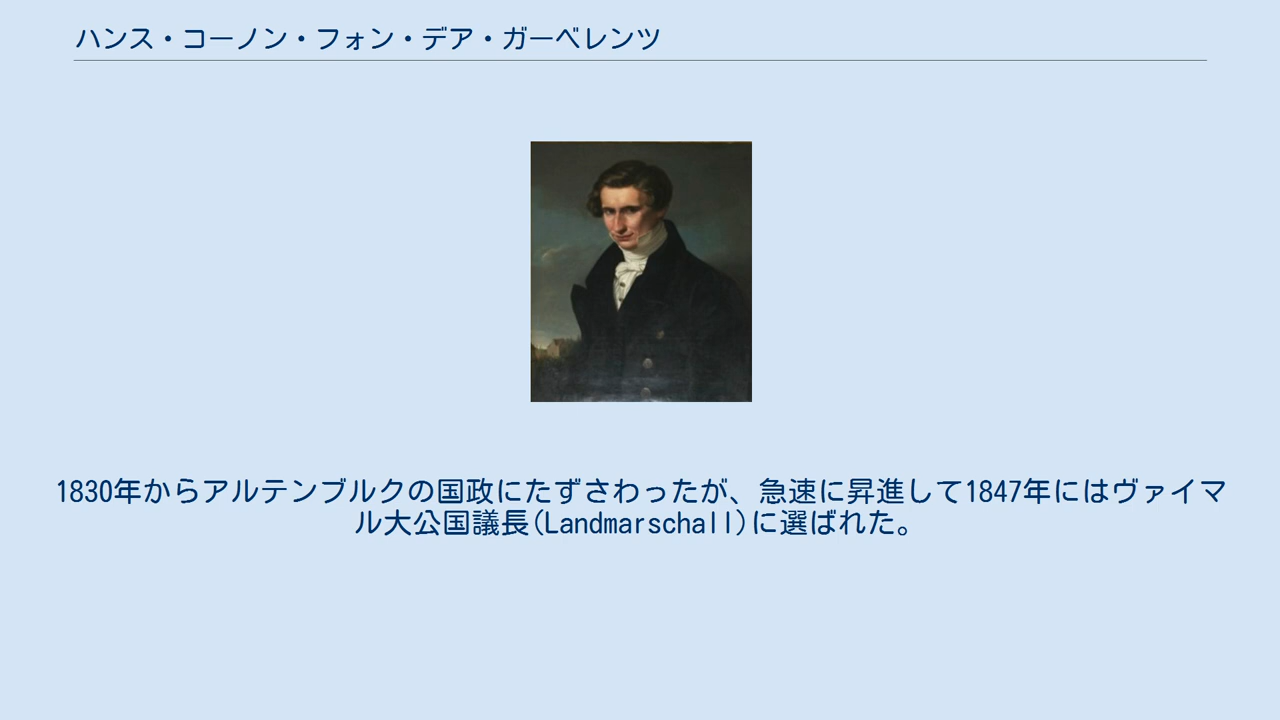 ハンス・コーノン・フォン・デア・ガーベレンツ
1830年からアルテンブルクの国政にたずさわったが、急速に昇進して1847年にはヴァイマ
ル大公国議長(Landmarschall)に選ばれた。